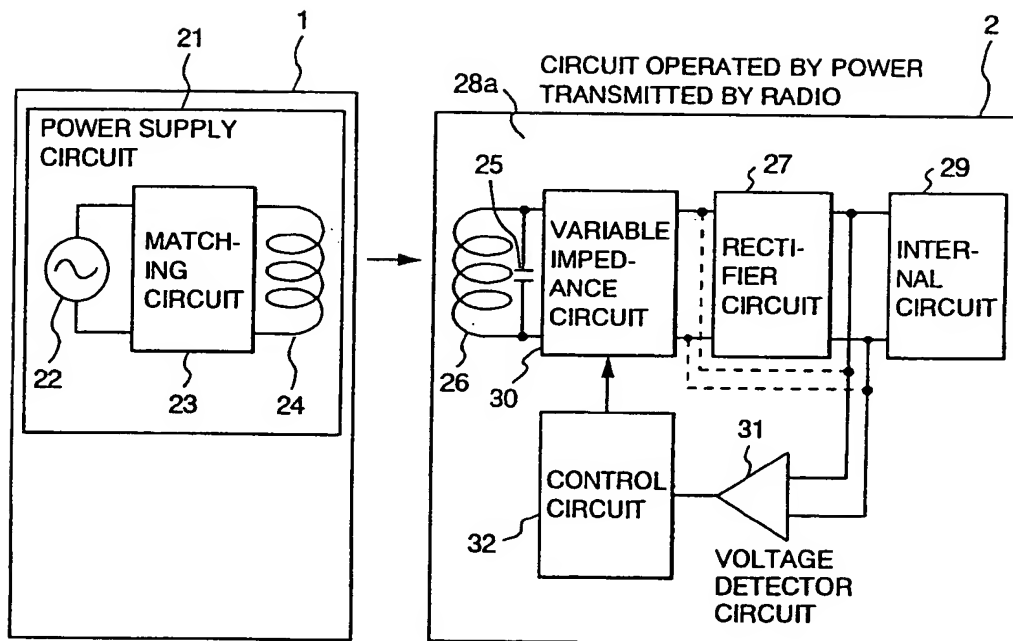 1
21
POWER SUPPLY
CIRCUIT
MATCH-
ING
CIRCUIT
22
23
24
2
CIRCUIT OPERATED BY POWER
TRANSMITTED BY RADIO
28a
25
26
VARIABLE
IMPED-
ANCE
CIRCUIT
30
27
RECTI-
FIER
CIRCUIT
29
INTER-
NAL
CIRCUIT
31
CONTROL
CIRCUIT
32
VOLTAGE
DETECTOR
CIRCUIT